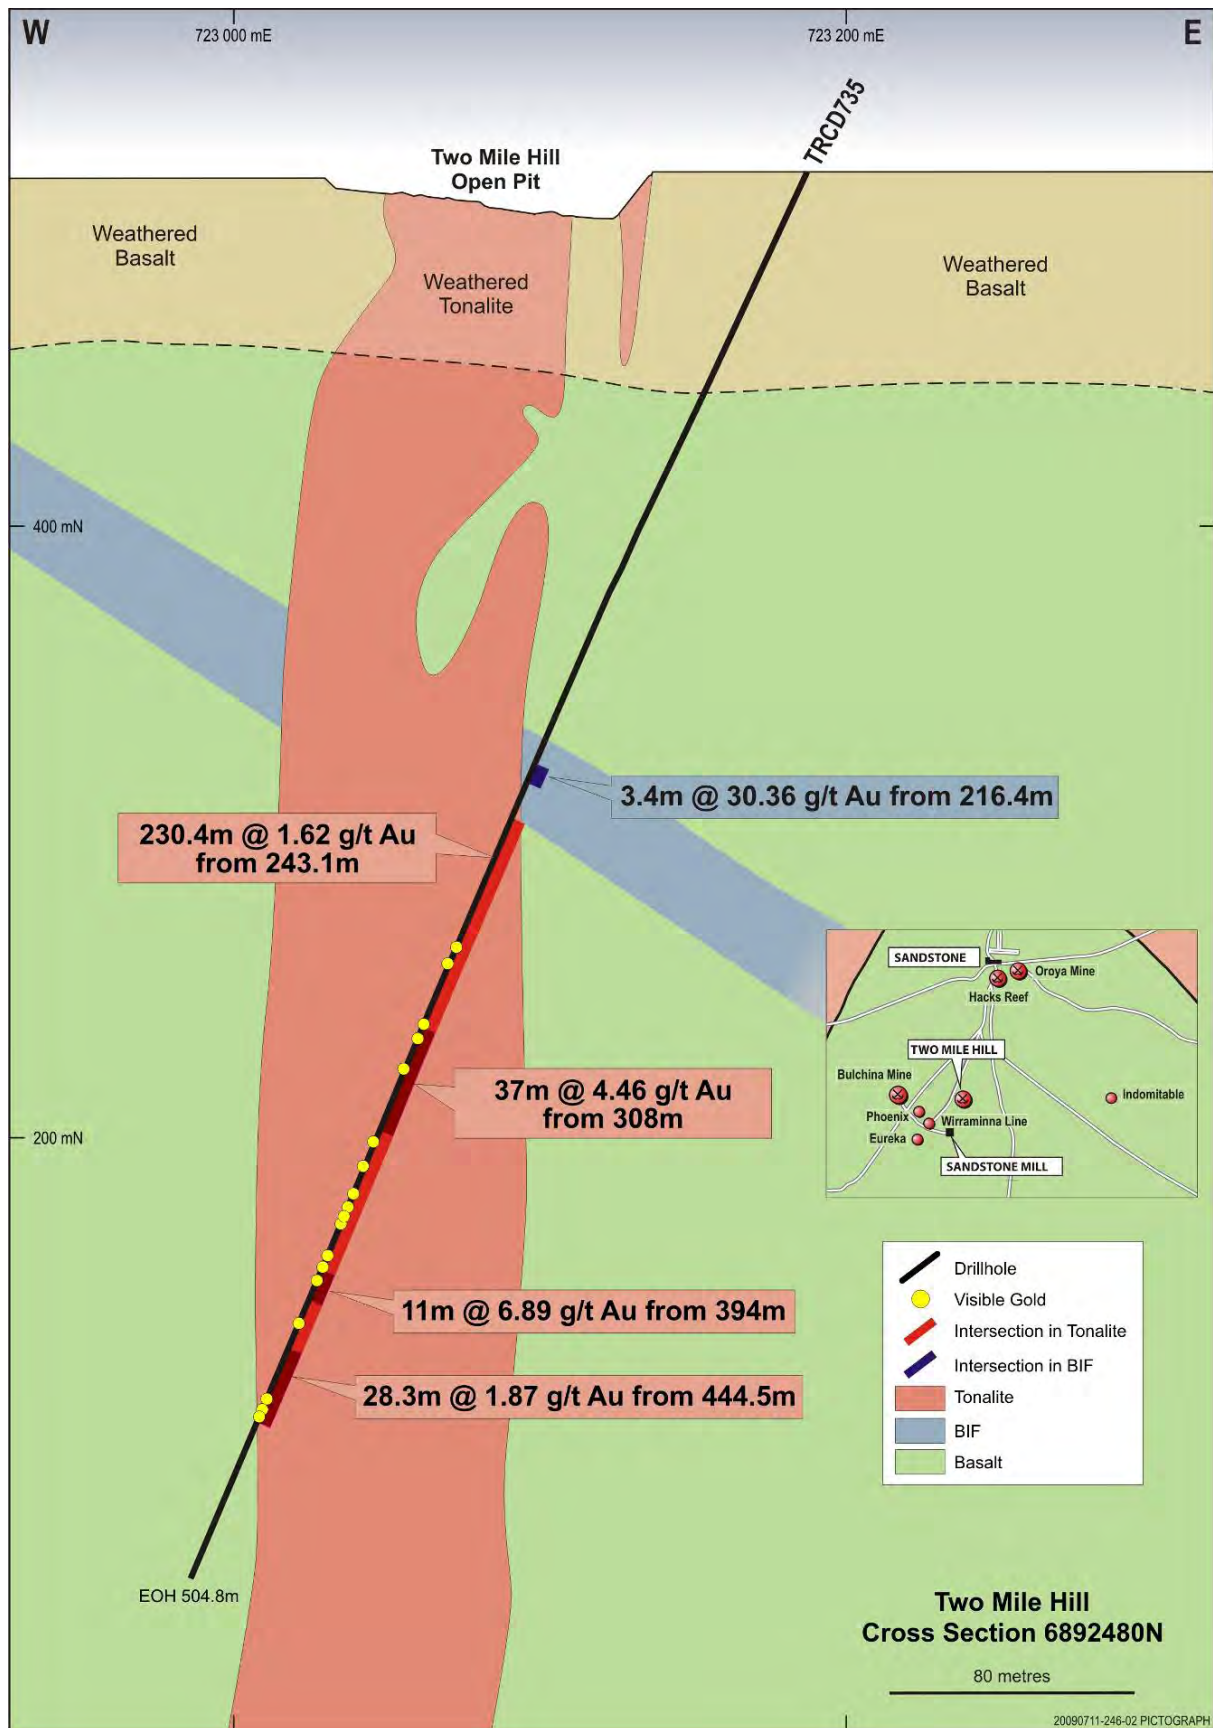 W
723 000 mE
723 200 mE
E
TRCD735
Two Mile Hill
Open Pit
Weathered
Basalt
Weathered
Tonalite
Weathered
Basalt
400 mN
3.4m @ 30.36 g/t Au from 216.4m
230.4m @ 1.62 g/t Au
from 243.1m
SANDSTONE
Oroya Mine
Hacks Reef
TWO MILE HILL
Bulchina Mine
Indomitable
Phoenix
Wirraminna Line
Eureka
SANDSTONE MILL
37m @ 4.46 g/t Au
from 308m
200 mN
11m @ 6.89 g/t Au from 394m
28.3m @ 1.87 g/t Au from 444.5m
Drillhole
Visible Gold
Intersection in Tonalite
Intersection in BIF
Tonalite
BIF
Basalt
EOH 504.8m
Two Mile Hill
Cross Section 6892480N
80 metres
20090711-246-02 PICTOGRAPH